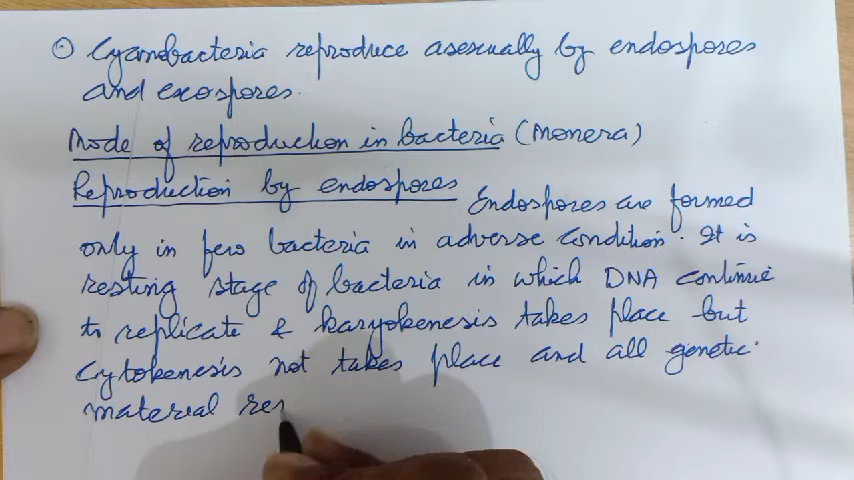 ⊙ Cyanobacteria reproduce asexually by endospores
and exospores.
Mode of reproduction in bacteria (Monera)
Reproduction by endospores Endospores are formed
only in few bacteria in adverse condition. It is
resting stage of bacteria in which DNA continue
to replicate & karyokenesis takes place but
Cytokenesis not takes place and all genetic
material res